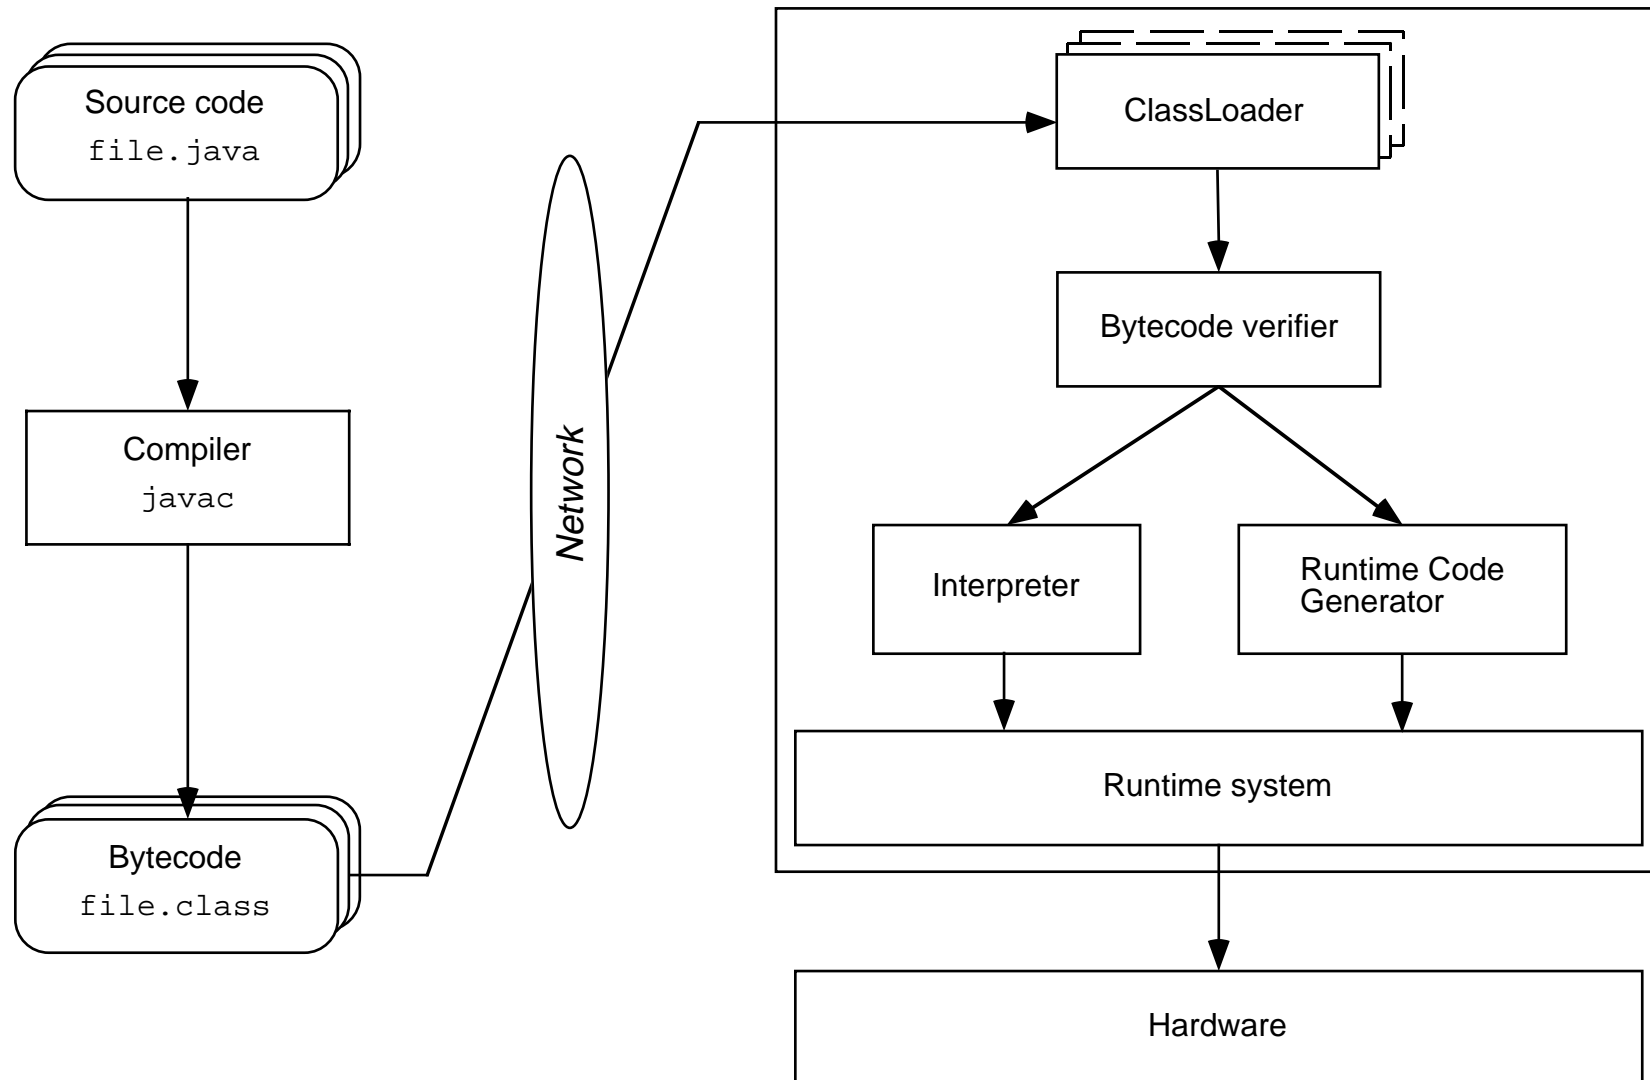 Source code
file.java
Compiler
javac
Bytecode
file.class
Network
ClassLoader
Bytecode verifier
Interpreter
Runtime Code
Generator
Runtime system
Hardware